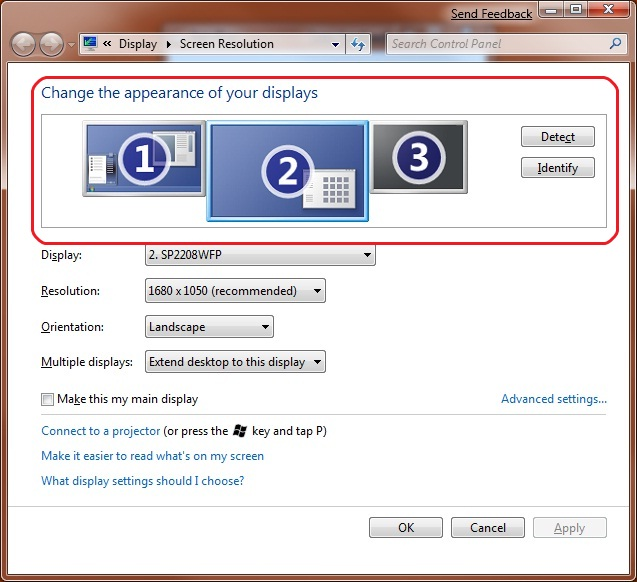 Send Feedback
« Display Screen Resolution Search Control Panel
Change the appearance of your displays
1 2 3
Detect
Identify
Display: 2. SP2208WFP
Resolution: 1680 x 1050 (recommended)
Orientation: Landscape
Multiple displays: Extend desktop to this display
Make this my main display Advanced settings...
Connect to a projector (or press the key and tap P)
Make it easier to read what's on my screen
What display settings should I choose?
OK Cancel Apply